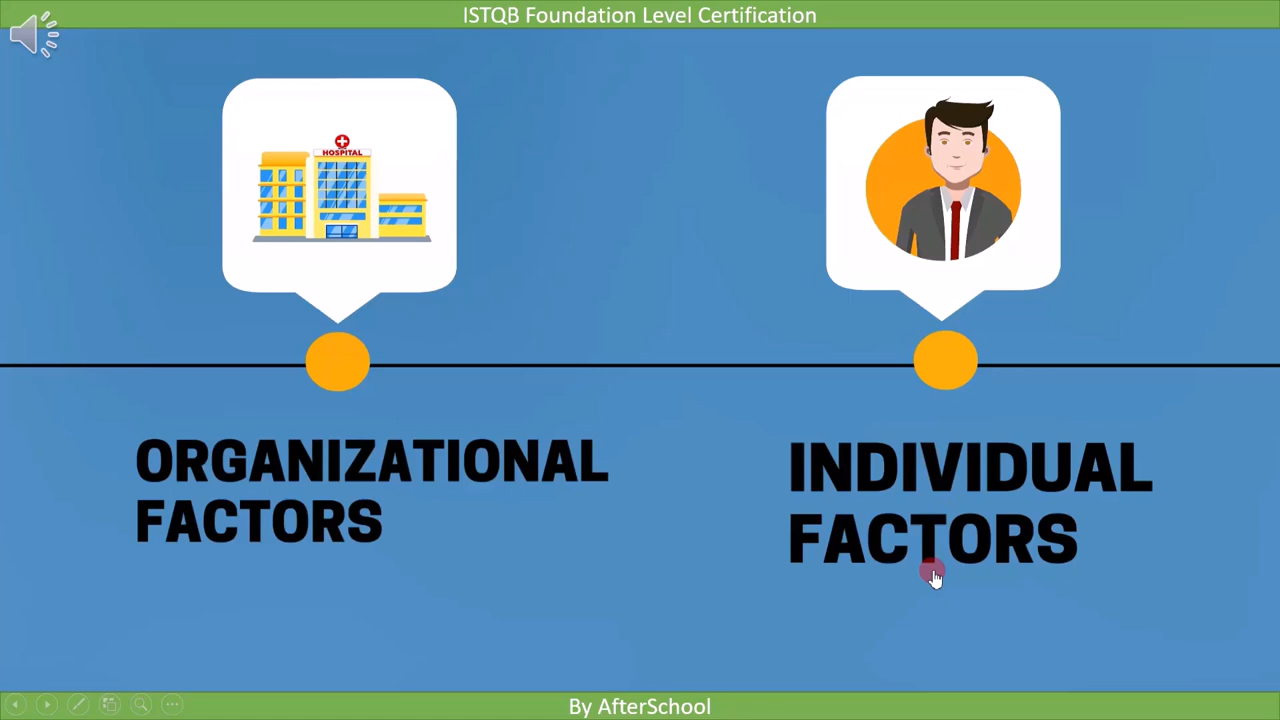 ISTQB Foundation Level Certification
HOSPITAL
ORGANIZATIONAL
FACTORS
INDIVIDUAL
FACTORS
By AfterSchool